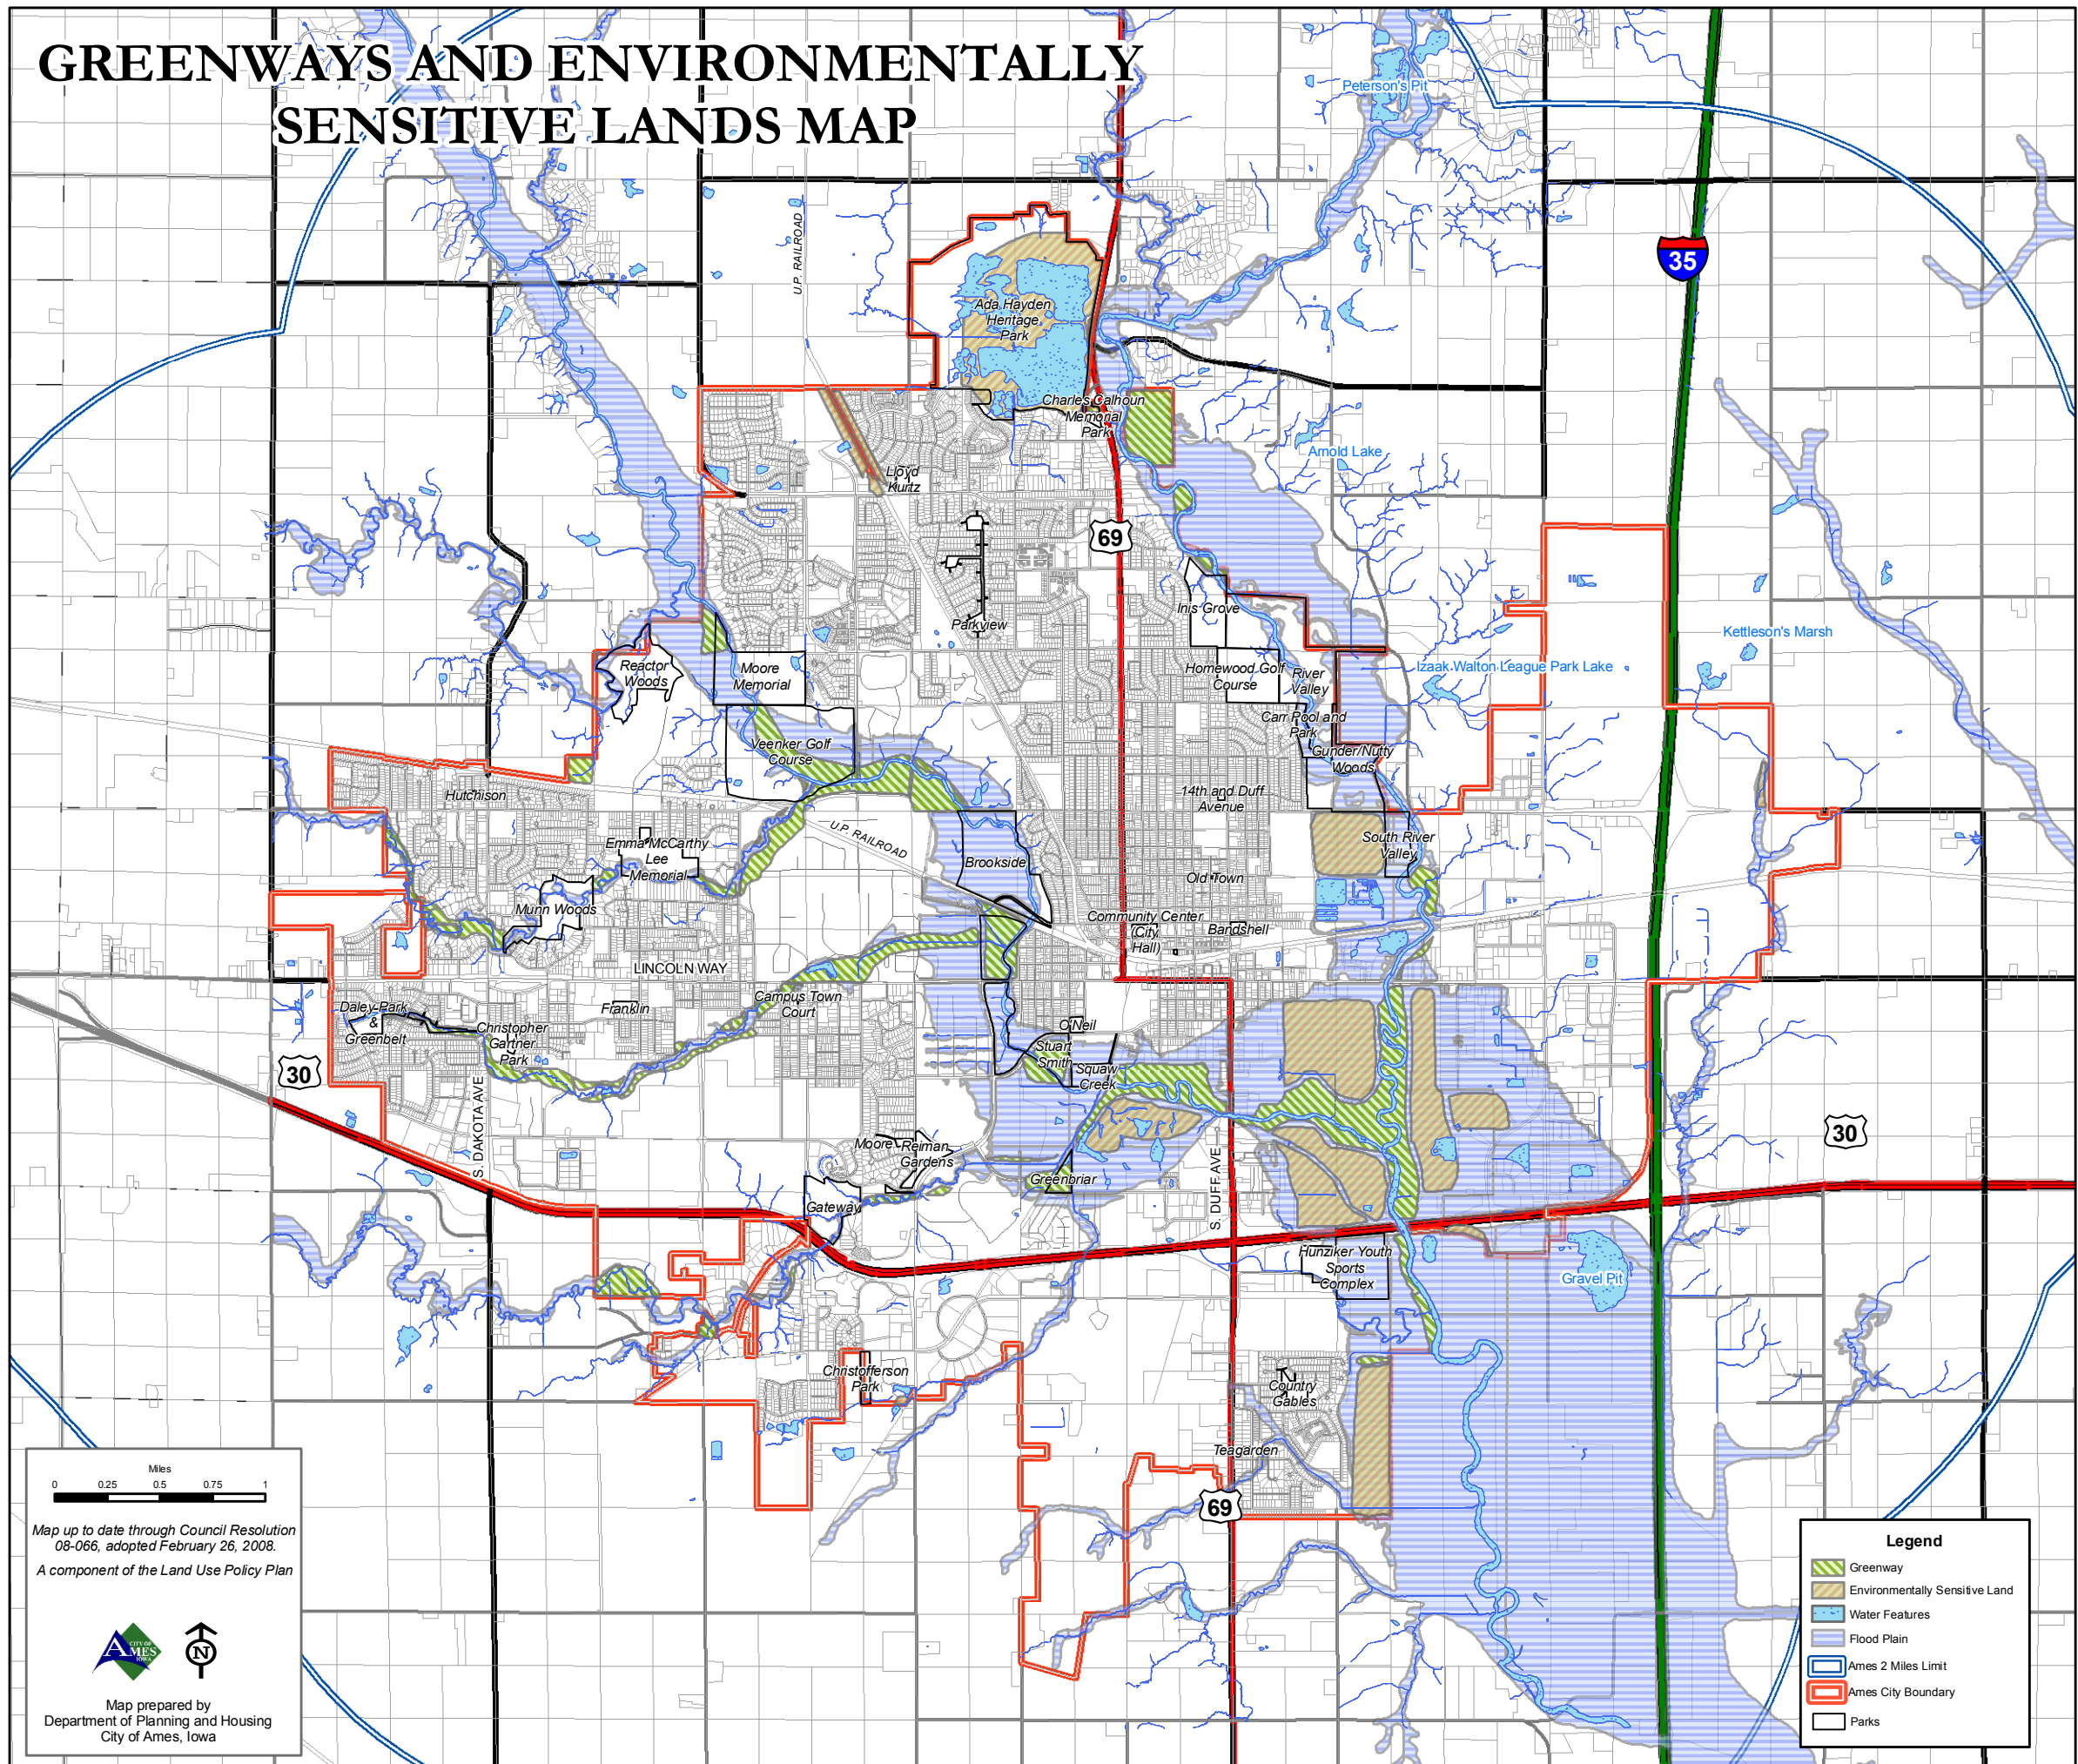 GREENWAYS AND ENVIRONMENTALLY
SENSITIVE LANDS MAP
Peterson's Pit
U.P. RAILROAD
35
Ada Hayden
Heritage
Park
Charles Calhoun
Memorial
Park
Arnold Lake
Lloyd
Kurtz
69
Inis Grove
Parkview
Kettleson's Marsh
Reactor
Woods
Moore
Memorial
Homewood Golf
Course
River
Valley
Izaak Walton League Park Lake
Carr Pool and
Park
Veenker Golf
Course
Gunder/Nutty
Woods
Hutchison
14th and Duff
Avenue
U.P. RAILROAD
Emma McCarthy
Lee
Memorial
South River
Valley
Brookside
Old Town
Munn Woods
Community Center
(City
Hall)
Bandshell
LINCOLN WAY
Campus Town
Court
Daley Park
&
Greenbelt
Franklin
Christopher
Gartner
Park
O'Neil
Stuart
Smith
Squaw
Creek
30
S. DAKOTA AVE
30
Moore
Reiman
Gardens
Greenbriar
S. DUFF AVE
Gateway
Hunziker Youth
Sports
Complex
Gravel Pit
Christofferson
Park
Country
Gables
Teagarden
69
Miles
0 0.25 0.5 0.75 1
Map up to date through Council Resolution
08-066, adopted February 26, 2008.
A component of the Land Use Policy Plan
CITY OF
AMES
IOWA
N
Map prepared by
Department of Planning and Housing
City of Ames, Iowa
Legend
Greenway
Environmentally Sensitive Land
Water Features
Flood Plain
Ames 2 Miles Limit
Ames City Boundary
Parks